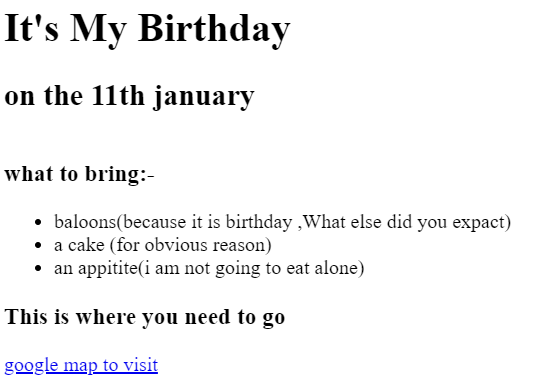 It's My Birthday
on the 11th january
what to bring:-
baloons(because it is birthday ,What else did you expact)
a cake (for obvious reason)
an appitite(i am not going to eat alone)
This is where you need to go
google map to visit